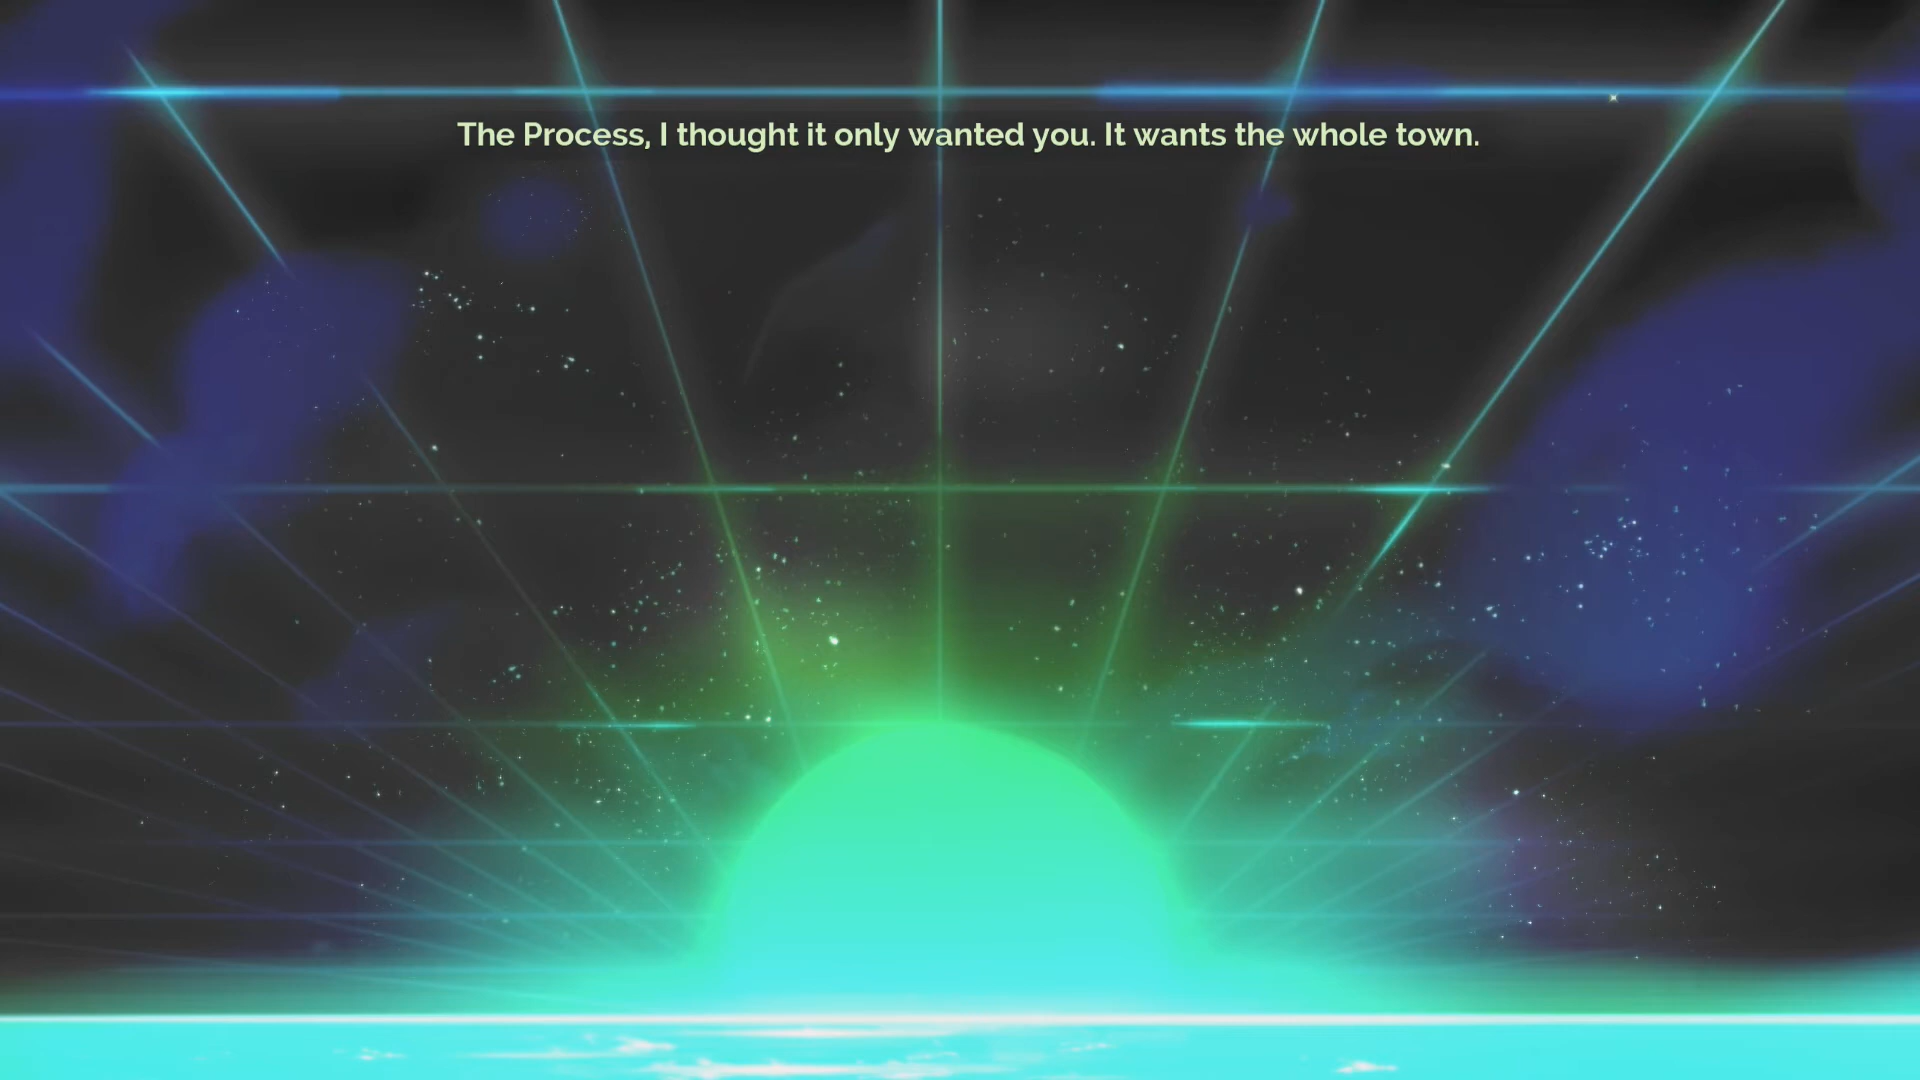 The Process, I thought it only wanted you. It wants the whole town.